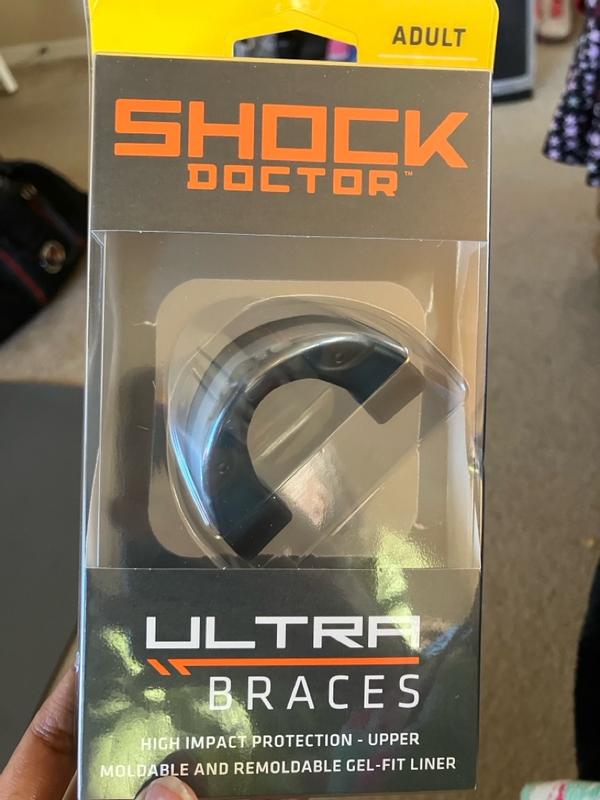 ADULT
SHOCK
DOCTOR™
ULTRA
BRACES
HIGH IMPACT PROTECTION - UPPER
MOLDABLE AND REMOLDABLE GEL-FIT LINER